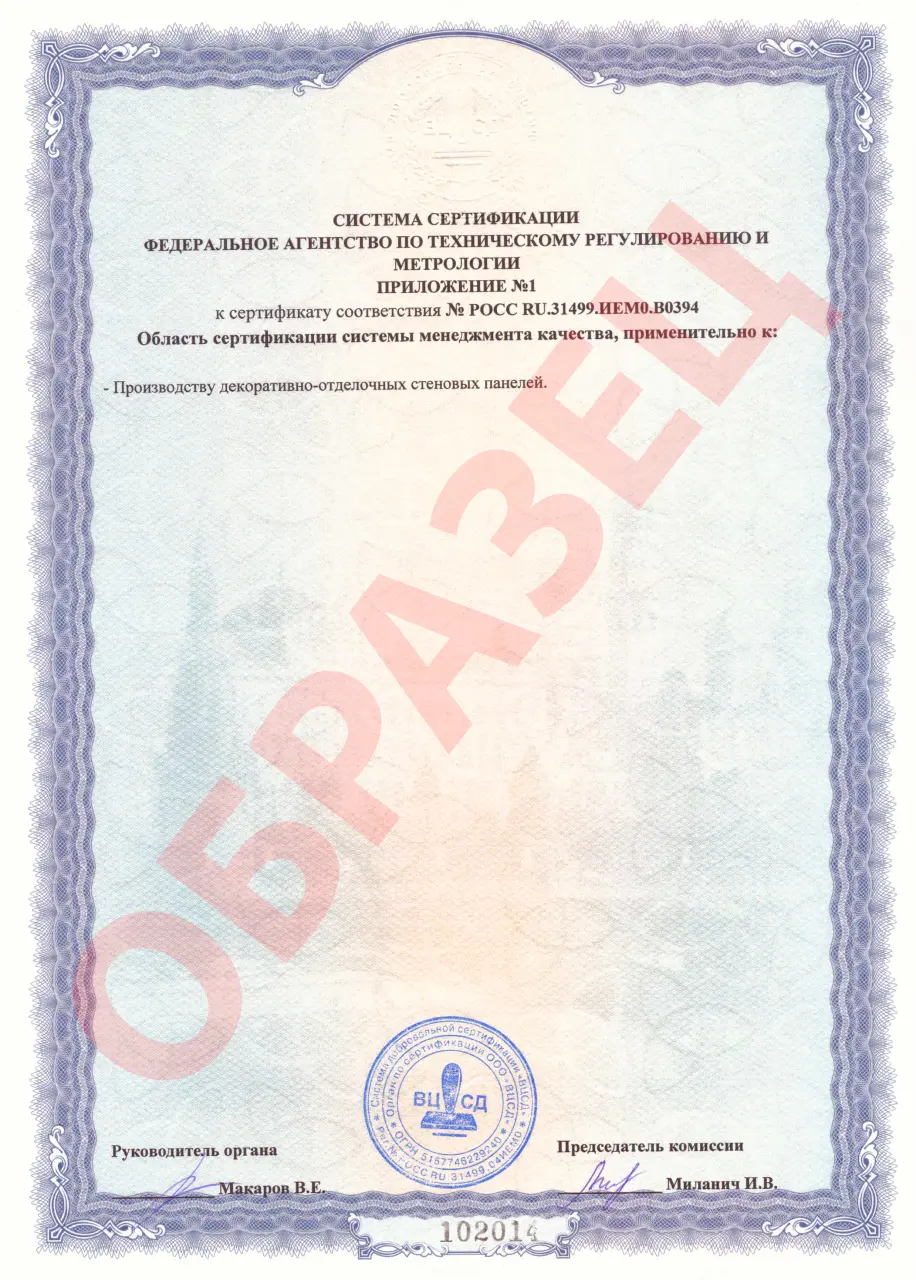 СИСТЕМА СЕРТИФИКАЦИИ
ФЕДЕРАЛЬНОЕ АГЕНТСТВО ПО ТЕХНИЧЕСКОМУ РЕГУЛИРОВАНИЮ И
МЕТРОЛОГИИ
ПРИЛОЖЕНИЕ №1
к сертификату соответствия № РОСС RU.31499.ИЕМ0.В0394
Область сертификации системы менеджмента качества, применительно к:
- Производству декоративно-отделочных стеновых панелей.
ОБРАЗЕЦ
Система добровольной сертификации «ВЦСД»
Орган по сертификации ООО «ВЦСД»
ВЦ СД
ОГРН 5157746229240
Рег.№ РОСС RU 31499 04ИЕМ0
Руководитель органа
Председатель комиссии
Макаров В.Е.
Миланич И.В.
102014